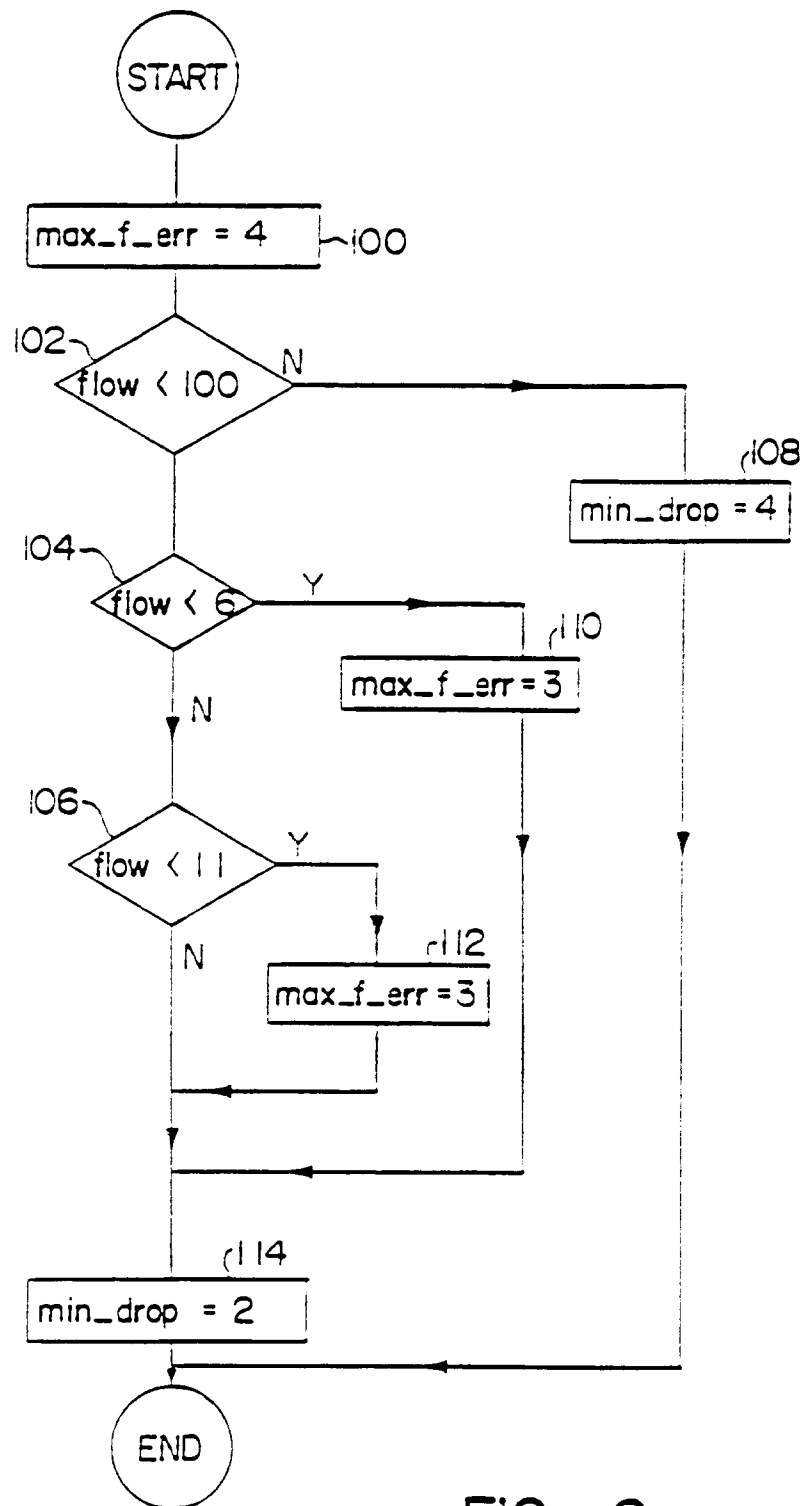 START
max_f_err = 4
100
102
flow < 100
N
108
min_drop = 4
104
flow < 6
Y
110
max_f_err = 3
N
106
flow < 11
Y
112
N
max_f_err = 3
114
min_drop = 2
END